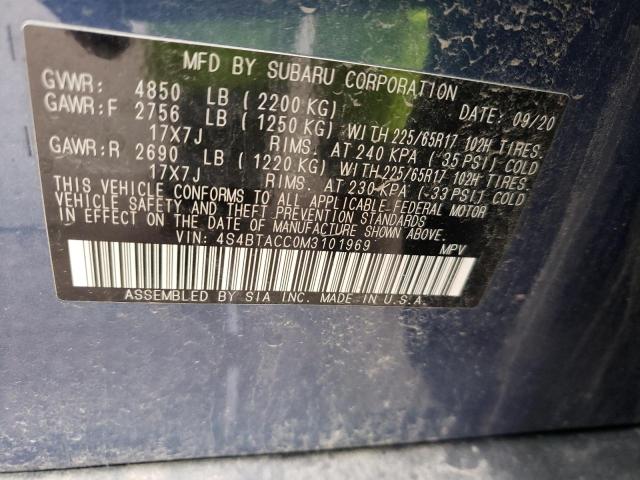 MFD BY SUBARU CORPORATION
GVWR: 4850 LB (2200 KG) DATE: 09/20
GAWR:F 2756 LB (1250 KG) WITH 225/65R17 102H TIRES.
17X7J RIMS. AT 240 KPA (35 PSI) COLD
GAWR:R 2690 LB (1220 KG) WITH 225/65R17 102H TIRES.
17X7J RIMS. AT 230 KPA (33 PSI) COLD
THIS VEHICLE CONFORMS TO ALL APPLICABLE FEDERAL MOTOR
VEHICLE SAFETY, BUMPER, AND THEFT PREVENTION STANDARDS IN
EFFECT ON THE DATE OF MANUFACTURE SHOWN ABOVE.
VIN: 4S4BTACC0M3101969 MPV
ASSEMBLED BY SIA INC. MADE IN U.S.A.